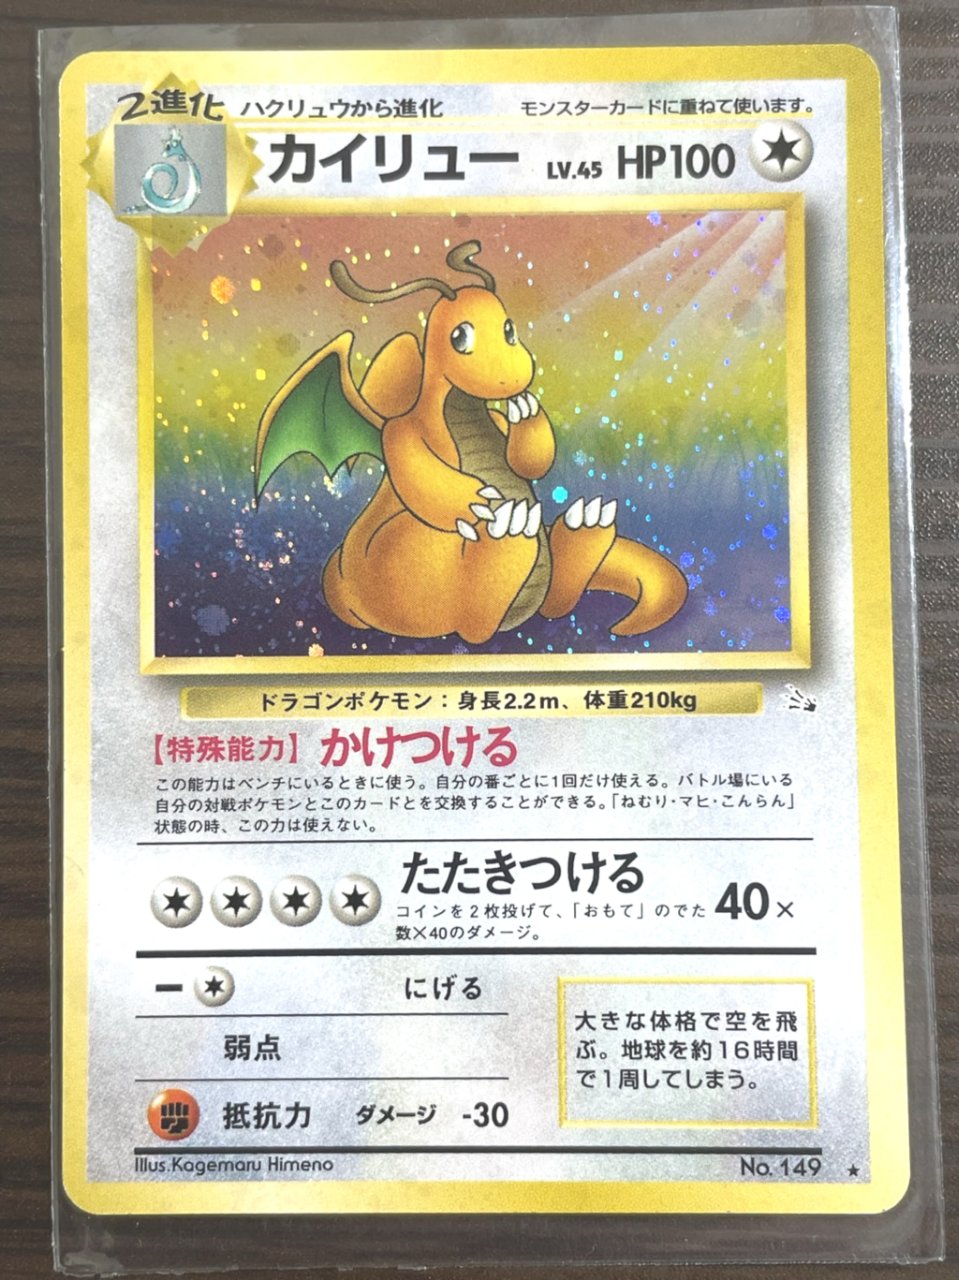 2進化 ハクリュウから進化 モンスターカードに重ねて使います。
カイリュー LV.45 HP100
ドラゴンポケモン：身長2.2m、体重210kg
【特殊能力】かけつける
この能力はベンチにいるときに使う。自分の番ごとに1回だけ使える。バトル場にいる
自分の対戦ポケモンとこのカードとを交換することができる。「ねむり・マヒ・こんらん」
状態の時、この力は使えない。
たたきつける
コインを2枚投げて、「おもて」のでた 40×
数×40のダメージ。
にげる
弱点
抵抗力 ダメージ -30
大きな体格で空を飛
ぶ。地球を約16時間
で1周してしまう。
Illus.Kagemaru Himeno No.149 ★